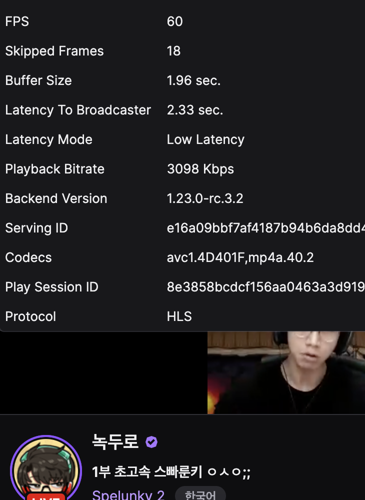 FPS 60
Skipped Frames 18
Buffer Size 1.96 sec.
Latency To Broadcaster 2.33 sec.
Latency Mode Low Latency
Playback Bitrate 3098 Kbps
Backend Version 1.23.0-rc.3.2
Serving ID e16a09bbf7af4187b94b6da8dd4
Codecs avc1.4D401F,mp4a.40.2
Play Session ID 8e3858bcdcf156aa0463a3d919
Protocol HLS
녹두로
1부 초고속 스빠룬키 ㅇㅅㅇ;;
Spelunky 2 한국어